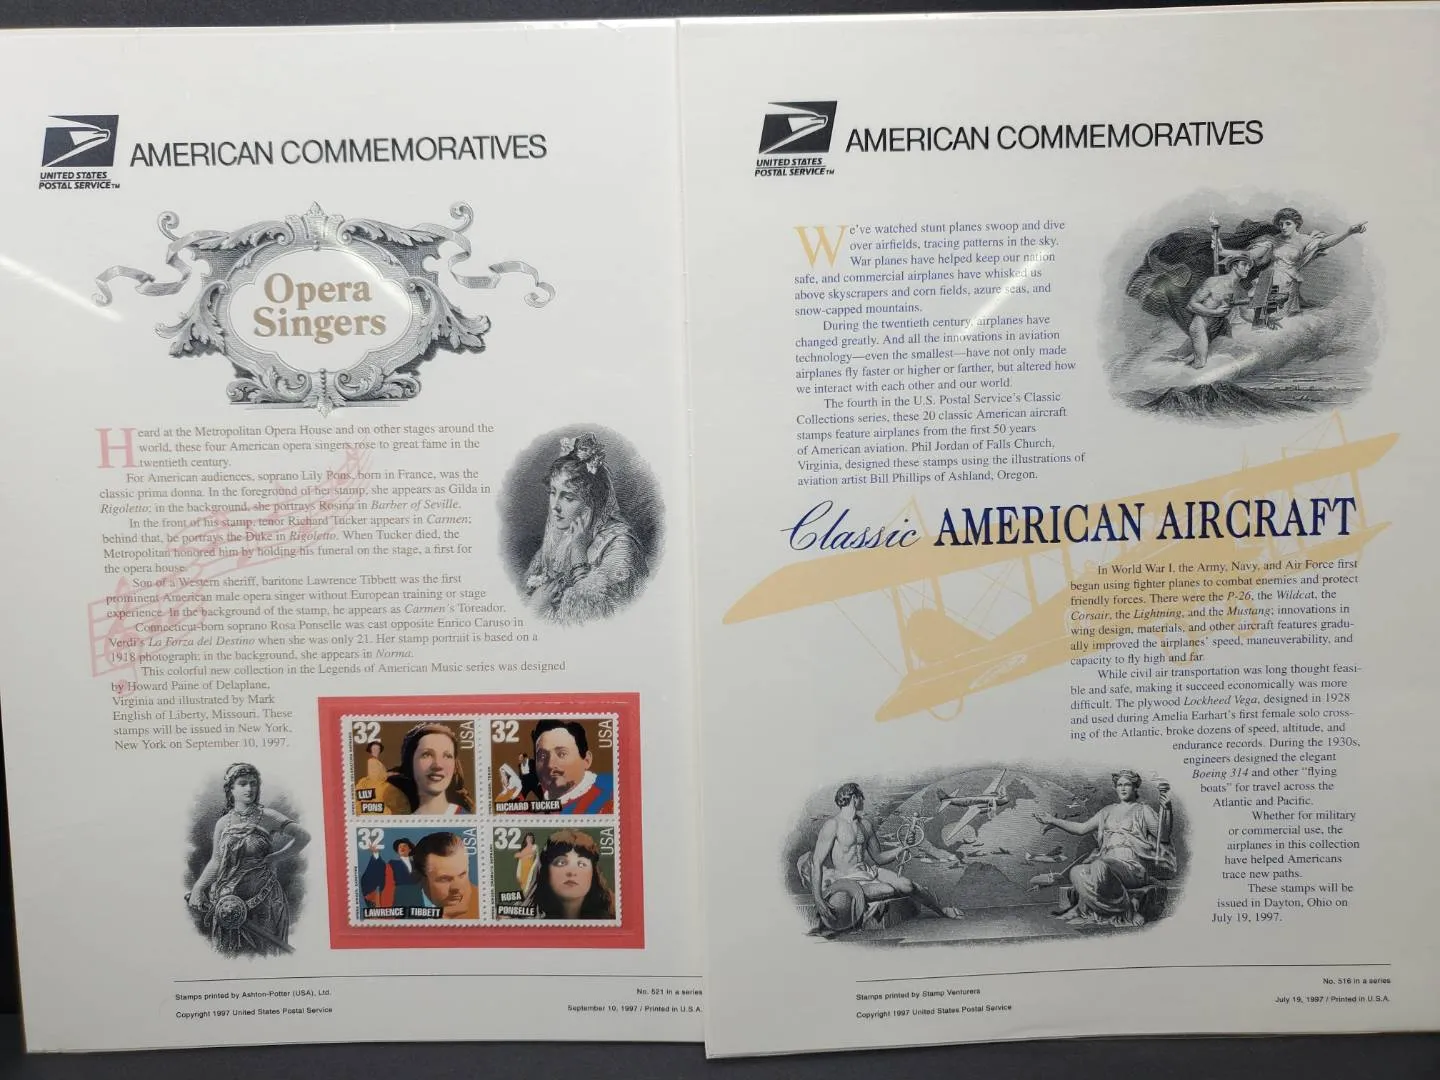 UNITED STATES
POSTAL SERVICE™
AMERICAN COMMEMORATIVES
Opera
Singers
Heard at the Metropolitan Opera House and on other stages around the
world, these four American opera singers rose to great fame in the
twentieth century.
For American audiences, soprano Lily Pons, born in France, was the
classic prima donna. In the foreground of her stamp, she appears as Gilda in
Rigoletto; in the background, she portrays Rosina in Barber of Seville.
In the front of his stamp, tenor Richard Tucker appears in Carmen;
behind that, he portrays the Duke in Rigoletto. When Tucker died, the
Metropolitan honored him by holding his funeral on the stage, a first for
the opera house.
Son of a Western sheriff, baritone Lawrence Tibbett was the first
prominent American male opera singer without European training or stage
experience. In the background of the stamp, he appears as Carmen's Toreador.
Connecticut-born soprano Rosa Ponselle was cast opposite Enrico Caruso in
Verdi's La Forza del Destino when she was only 21. Her stamp portrait is based on a
1918 photograph; in the background, she appears in Norma.
This colorful new collection in the Legends of American Music series was designed
by Howard Paine of Delaplane,
Virginia and illustrated by Mark
English of Liberty, Missouri. These
stamps will be issued in New York,
New York on September 10, 1997.
32
USA
LILY
PONS
32
USA
RICHARD TUCKER
32
USA
LAWRENCE TIBBETT
32
USA
ROSA
PONSELLE
Stamps printed by Ashton-Potter (USA), Ltd.
Copyright 1997 United States Postal Service
No. 521 in a series
September 10, 1997 / Printed in U.S.A.
UNITED STATES
POSTAL SERVICE™
AMERICAN COMMEMORATIVES
We've watched stunt planes swoop and dive
over airfields, tracing patterns in the sky.
War planes have helped keep our nation
safe, and commercial airplanes have whisked us
above skyscrapers and corn fields, azure seas, and
snow-capped mountains.
During the twentieth century, airplanes have
changed greatly. And all the innovations in aviation
technology—even the smallest—have not only made
airplanes fly faster or higher or farther, but altered how
we interact with each other and our world.
The fourth in the U.S. Postal Service's Classic
Collections series, these 20 classic American aircraft
stamps feature airplanes from the first 50 years
of American aviation. Phil Jordan of Falls Church,
Virginia, designed these stamps using the illustrations of
aviation artist Bill Phillips of Ashland, Oregon.
Classic AMERICAN AIRCRAFT
In World War I, the Army, Navy, and Air Force first
began using fighter planes to combat enemies and protect
friendly forces. There were the P-26, the Wildcat, the
Corsair, the Lightning, and the Mustang; innovations in
wing design, materials, and other aircraft features gradu-
ally improved the airplanes' speed, maneuverability, and
capacity to fly high and far.
While civil air transportation was long thought feasi-
ble and safe, making it succeed economically was more
difficult. The plywood Lockheed Vega, designed in 1928
and used during Amelia Earhart's first female solo cross-
ing of the Atlantic, broke dozens of speed, altitude, and
endurance records. During the 1930s,
engineers designed the elegant
Boeing 314 and other "flying
boats" for travel across the
Atlantic and Pacific.
Whether for military
or commercial use, the
airplanes in this collection
have helped Americans
trace new paths.
These stamps will be
issued in Dayton, Ohio on
July 19, 1997.
Stamps printed by Stamp Venturers
Copyright 1997 United States Postal Service
No. 516 in a series
July 19, 1997 / Printed in U.S.A.